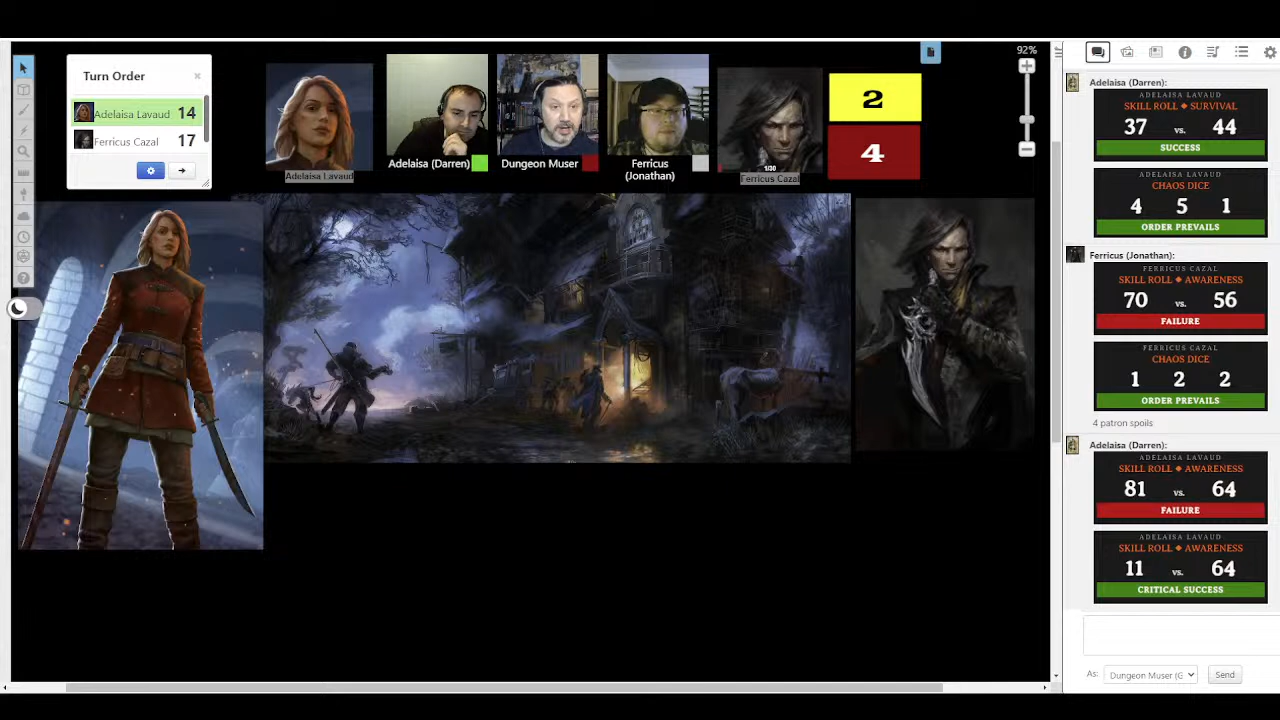 Turn Order
×
Adelaisa Lavaud 14
Ferricus Cazal 17
Adelaisa Lavaud
Adelaisa (Darren)
Dungeon Muser
Ferricus
(Jonathan)
1/30
Ferricus Cazal
2
4
92%
Adelaisa (Darren):
ADELAISA LAVAUD
SKILL ROLL ◆ SURVIVAL
37 vs. 44
SUCCESS
ADELAISA LAVAUD
CHAOS DICE
4 5 1
ORDER PREVAILS
Ferricus (Jonathan):
FERRICUS CAZAL
SKILL ROLL ◆ AWARENESS
70 vs. 56
FAILURE
FERRICUS CAZAL
CHAOS DICE
1 2 2
ORDER PREVAILS
4 patron spoils
Adelaisa (Darren):
ADELAISA LAVAUD
SKILL ROLL ◆ AWARENESS
81 vs. 64
FAILURE
ADELAISA LAVAUD
SKILL ROLL ◆ AWARENESS
11 vs. 64
CRITICAL SUCCESS
As: Dungeon Muser (G Send